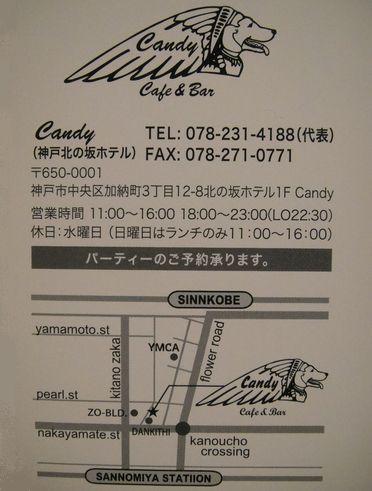 Candy
Cafe & Bar
Candy TEL: 078-231-4188(代表)
(神戸北の坂ホテル) FAX: 078-271-0771
〒650-0001
神戸市中央区加納町3丁目12-8北の坂ホテル1F Candy
営業時間 11:00～16:00 18:00～23:00(LO22:30)
休日：水曜日(日曜日はランチのみ11：00～16：00)
パーティーのご予約承ります。
SINNKOBE
yamamoto.st
kitano zaka
YMCA
flower road
pearl.st
Candy
Cafe & Bar
ZO-BLD.
DANKITHI
nakayamate.st
kanoucho
crossing
SANNOMIYA STATIION